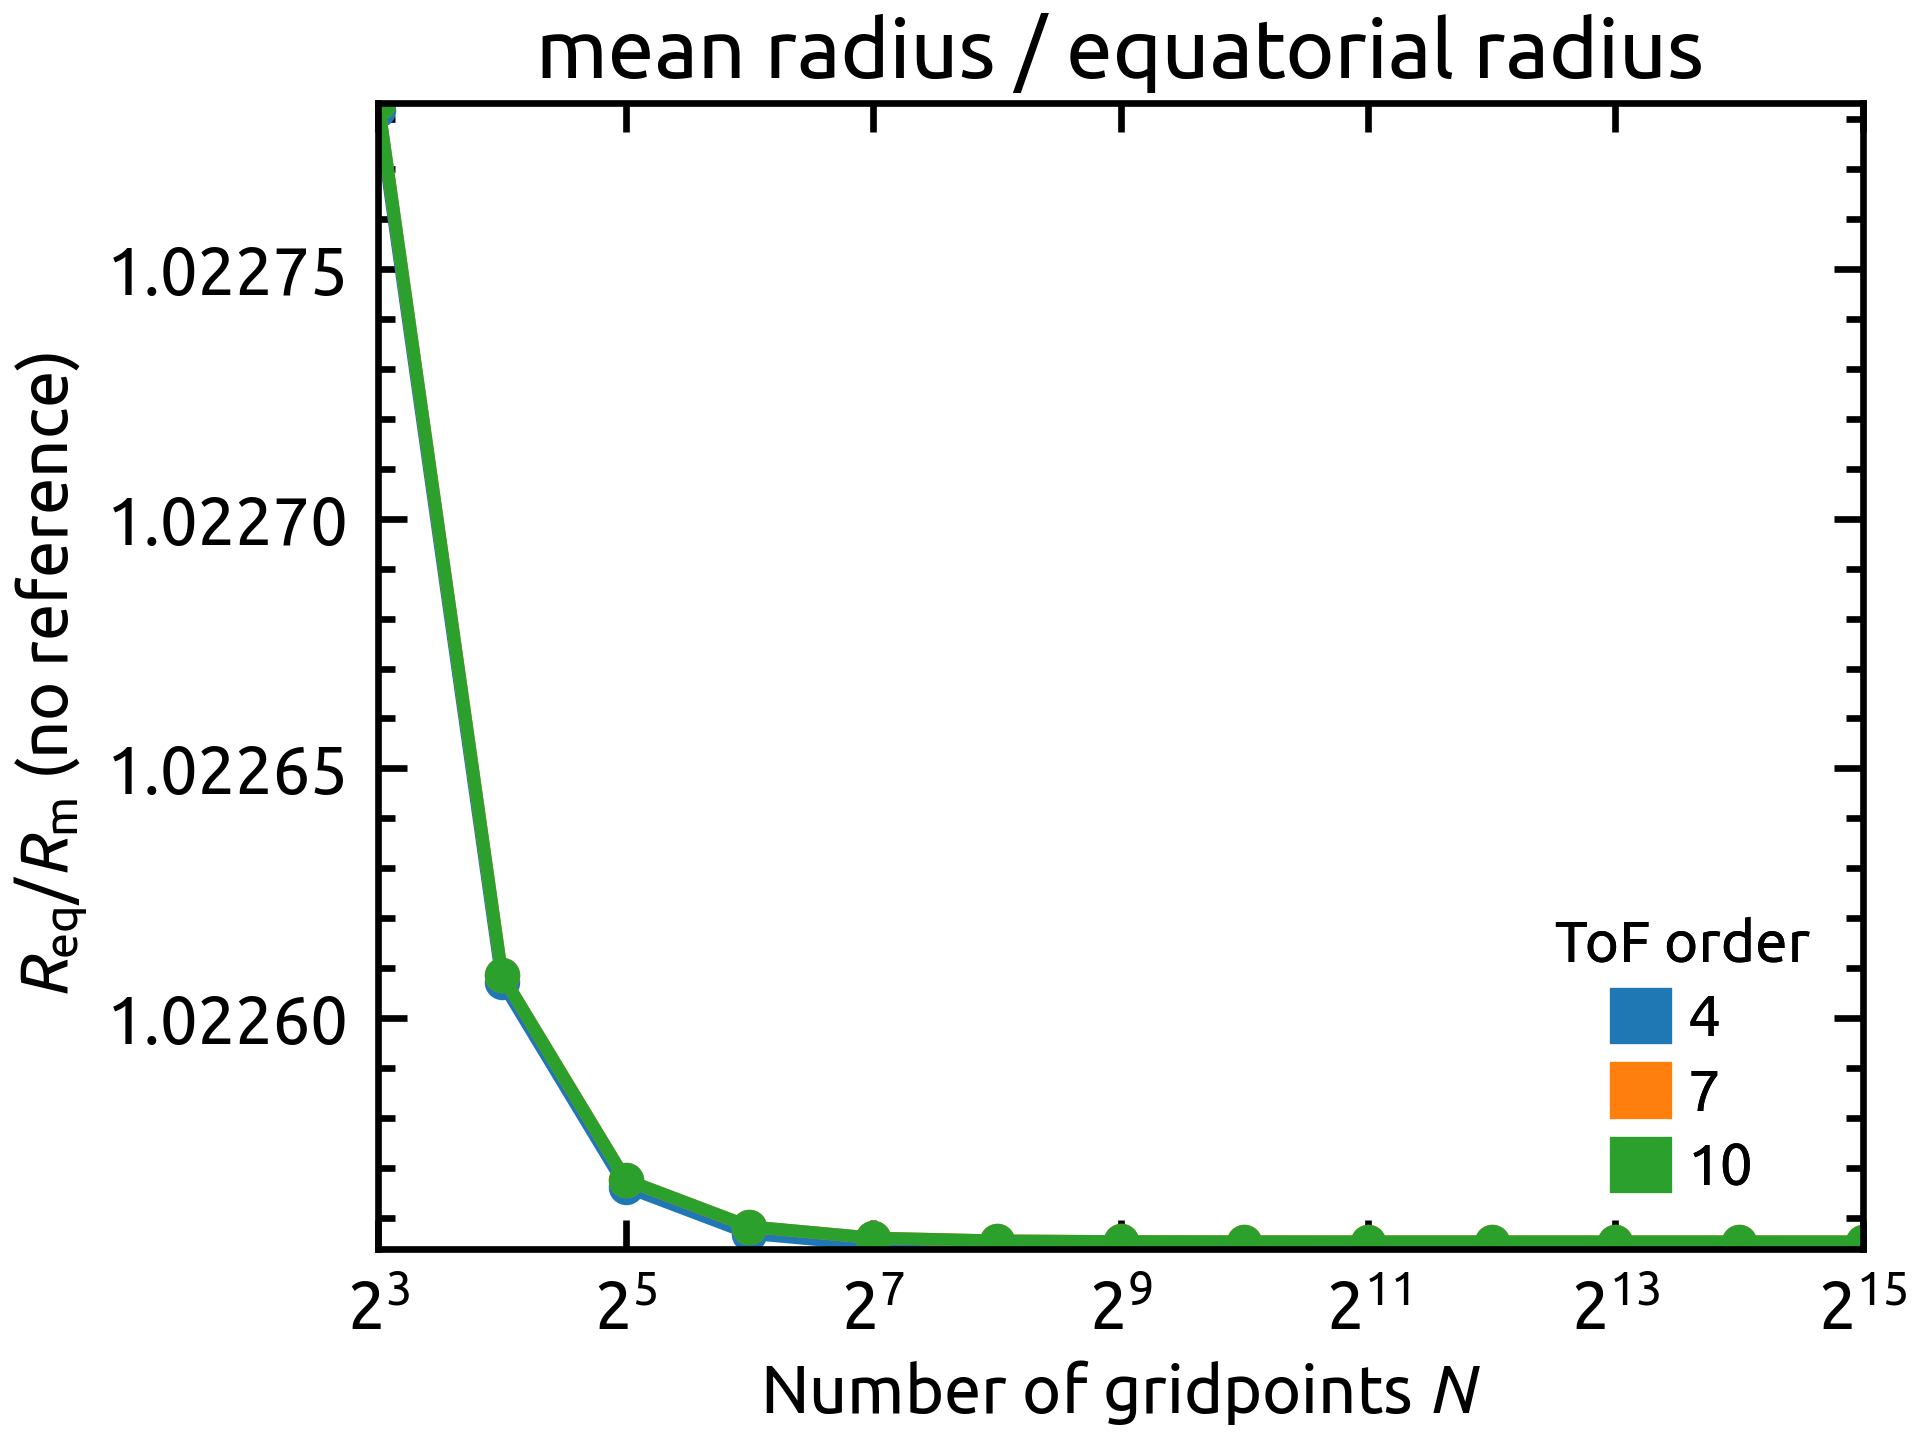 mean radius / equatorial radius
R_eq/R_m (no reference)
1.02275
1.02270
1.02265
1.02260
ToF order
4
7
10
2^3 2^5 2^7 2^9 2^11 2^13 2^15
Number of gridpoints N